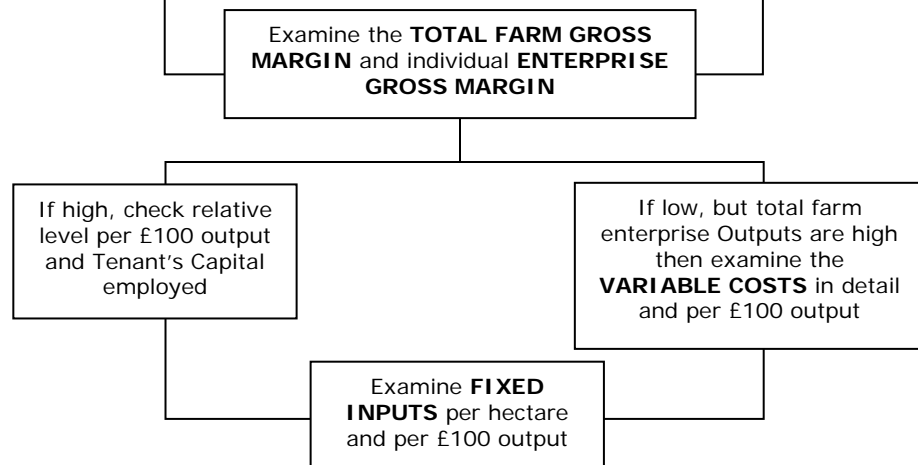 Examine the TOTAL FARM GROSS
MARGIN and individual ENTERPRISE
GROSS MARGIN
If high, check relative
level per £100 output
and Tenant's Capital
employed
If low, but total farm
enterprise Outputs are high
then examine the
VARIABLE COSTS in detail
and per £100 output
Examine FIXED
INPUTS per hectare
and per £100 output